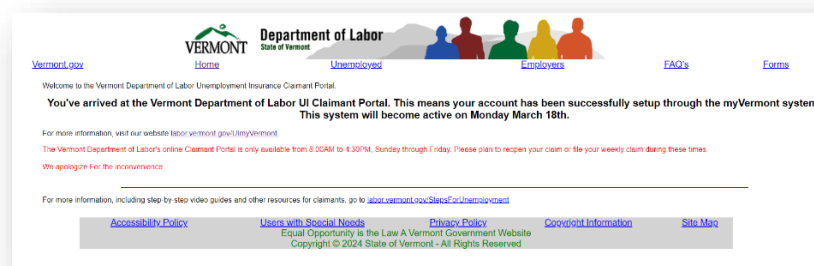 VERMONT
Department of Labor
State of Vermont
Vermont.gov Home Unemployed Employers FAQ's Forms
Welcome to the Vermont Department of Labor Unemployment Insurance Claimant Portal.
You've arrived at the Vermont Department of Labor UI Claimant Portal. This means your account has been successfully setup through the myVermont system
This system will become active on Monday March 18th.
For more information, visit our website labor.vermont.gov/UImyVermont
The Vermont Department of Labor's online Claimant Portal is only available from 8:00AM to 4:30PM, Sunday through Friday. Please plan to reopen your claim or file your weekly claim during these times.
We apologize For the inconvenience
For more information, including step-by-step video guides and other resources for claimants, go to labor.vermont.gov/StepsForUnemployment
Accessibility Policy Users with Special Needs Privacy Policy Copyright Information Site Map
Equal Opportunity is the Law A Vermont Government Website
Copyright © 2024 State of Vermont - All Rights Reserved